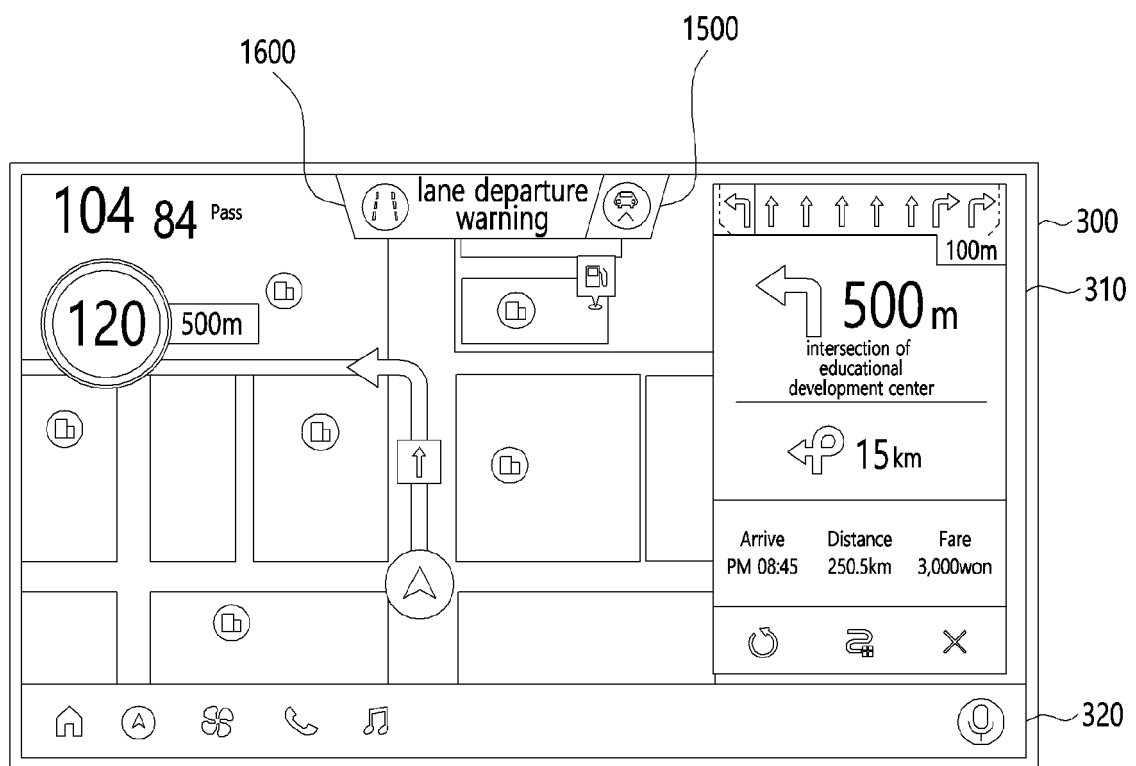 1600
1500
104 84 Pass
lane departure
warning
300
100m
310
120 500m
500 m
intersection of
educational
development center
15km
Arrive Distance Fare
PM 08:45 250.5km 3,000won
320